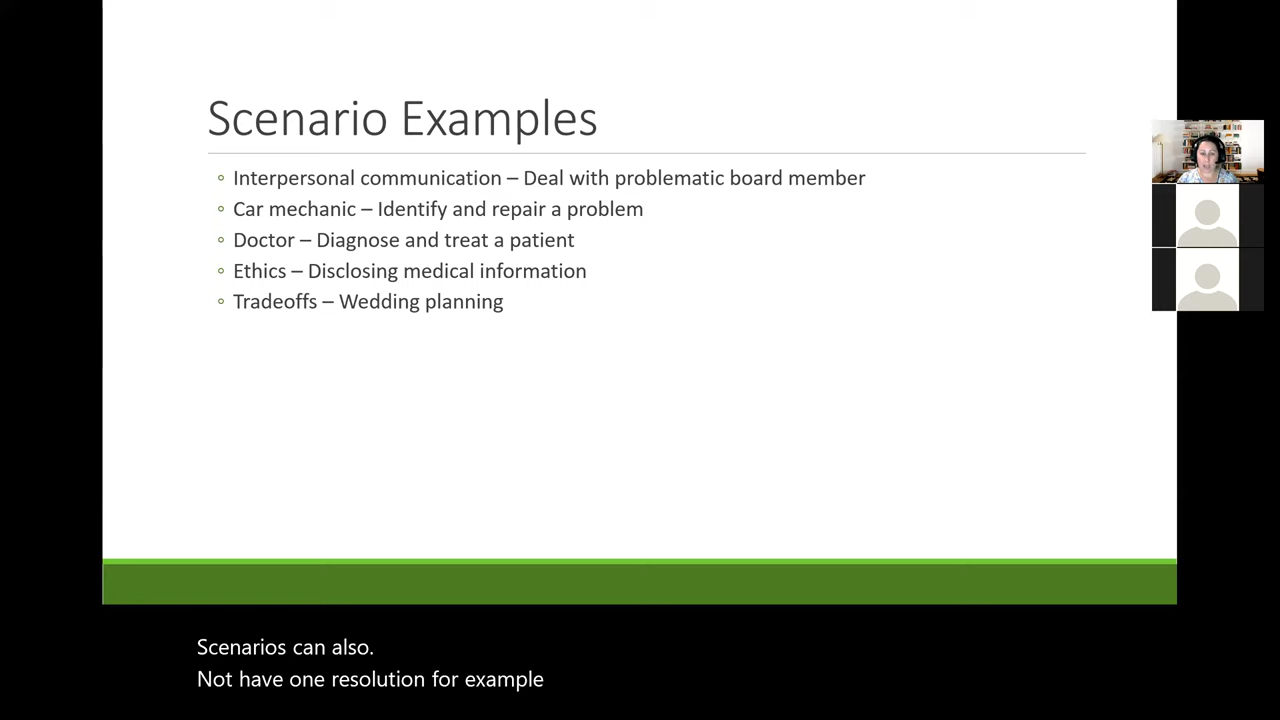 Scenario Examples
◦ Interpersonal communication – Deal with problematic board member
◦ Car mechanic – Identify and repair a problem
◦ Doctor – Diagnose and treat a patient
◦ Ethics – Disclosing medical information
◦ Tradeoffs – Wedding planning
Scenarios can also.
Not have one resolution for example